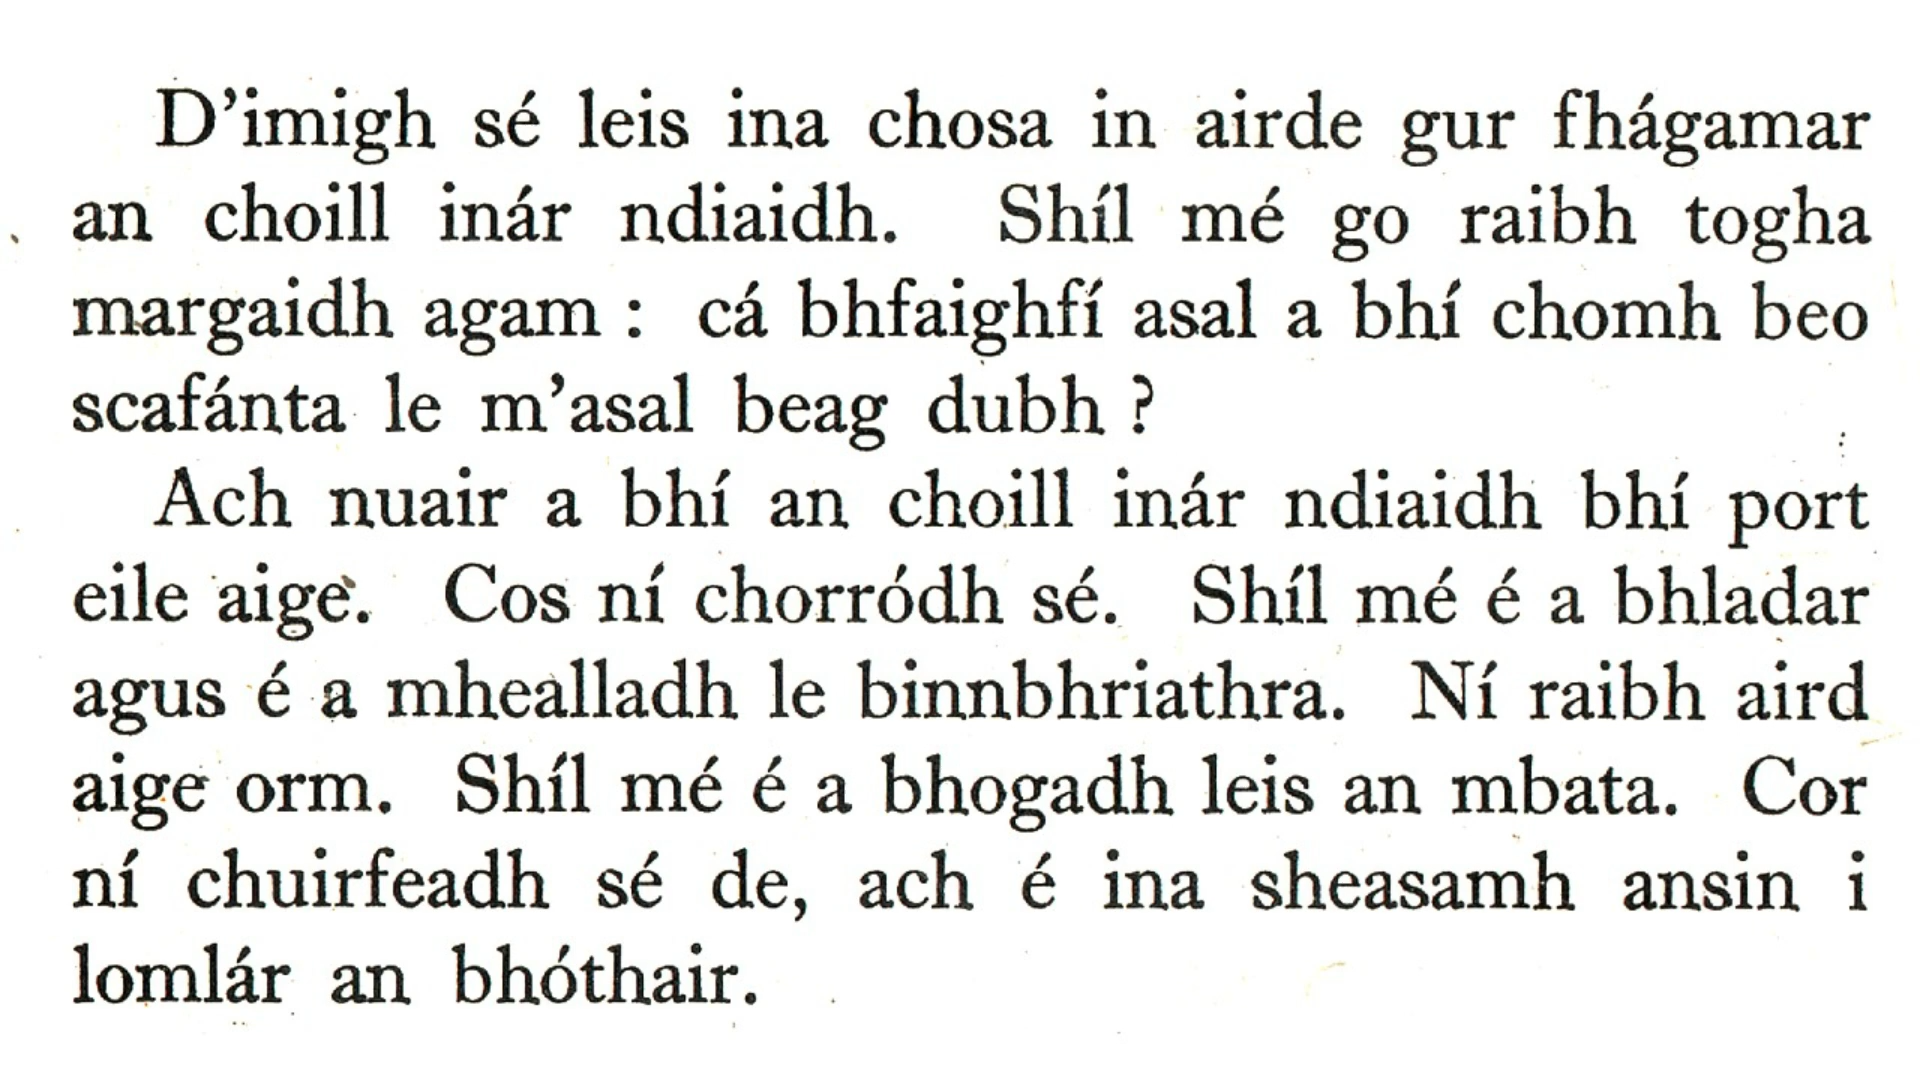 D’imigh sé leis ina chosa in airde gur fhágamar
an choill inár ndiaidh. Shíl mé go raibh togha
margaidh agam : cá bhfaighfí asal a bhí chomh beo
scafánta le m’asal beag dubh ?
Ach nuair a bhí an choill inár ndiaidh bhí port
eile aige. Cos ní chorródh sé. Shíl mé é a bhladar
agus é a mhealladh le binnbhriathra. Ní raibh aird
aige orm. Shíl mé é a bhogadh leis an mbata. Cor
ní chuirfeadh sé de, ach é ina sheasamh ansin i
lomlár an bhóthair.